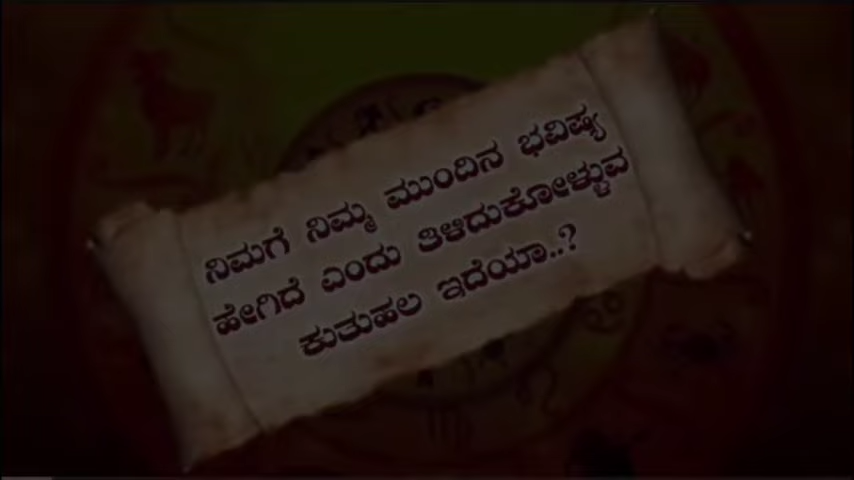 ನಿಮಗೆ ನಿಮ್ಮ ಮುಂದಿನ ಭವಿಷ್ಯ
ಹೇಗಿದೆ ಎಂದು ತಿಳಿದುಕೋಳ್ಳುವ
ಕುತುಹಲ ಇದೆಯಾ..?